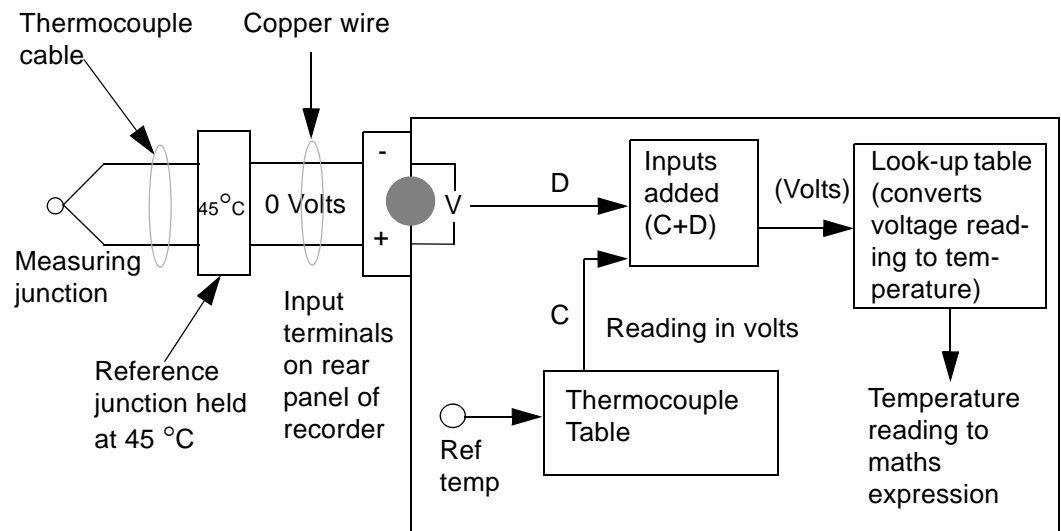 Thermocouple
cable
Copper wire
45°C
0 Volts
-
+
V
D
Inputs
added
(C+D)
(Volts)
Look-up table
(converts
voltage read-
ing to tem-
perature)
Measuring
junction
C
Reading in volts
Input
terminals
on rear
panel of
recorder
Reference
junction held
at 45 °C
Ref
temp
Thermocouple
Table
Temperature
reading to
maths
expression